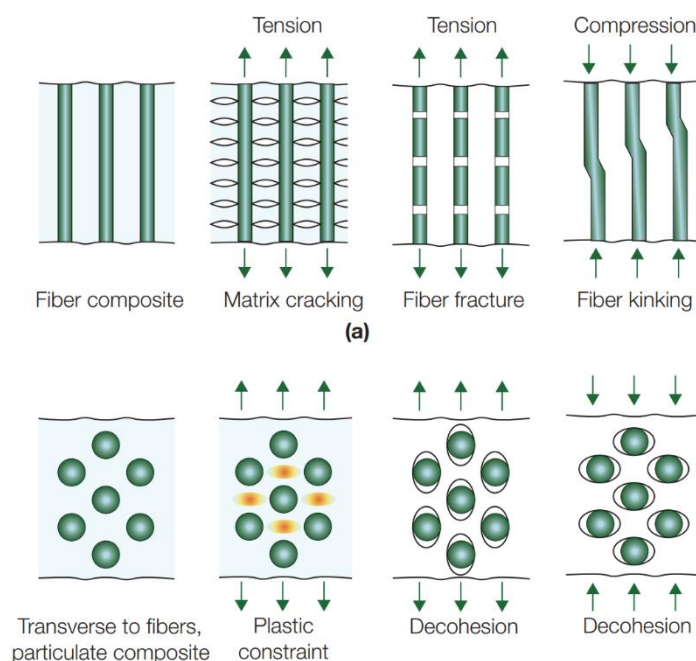 Tension
Tension
Compression
Fiber composite
Matrix cracking
Fiber fracture
Fiber kinking
(a)
Transverse to fibers,
particulate composite
Plastic
constraint
Decohesion
Decohesion